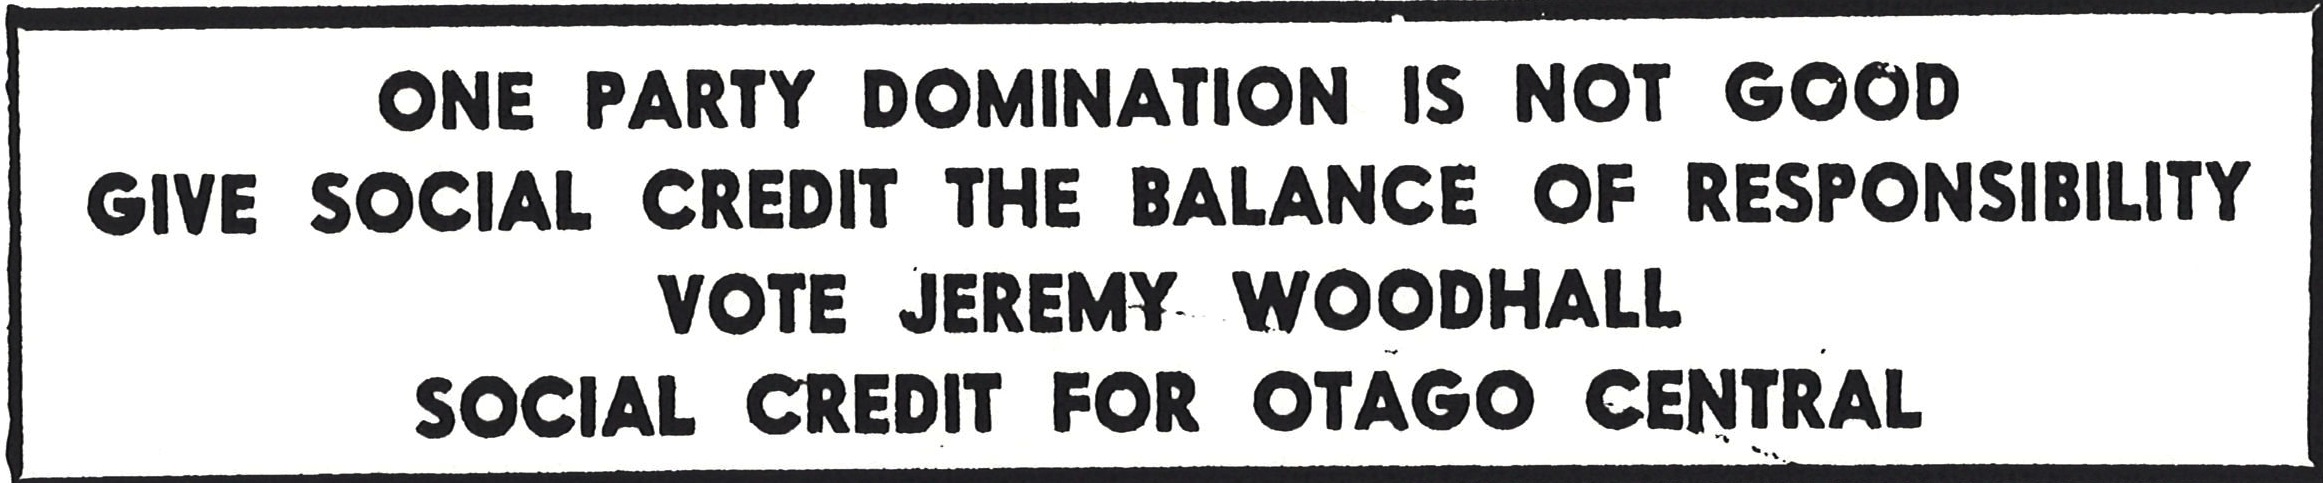 ONE PARTY DOMINATION IS NOT GOOD
GIVE SOCIAL CREDIT THE BALANCE OF RESPONSIBILITY
VOTE JEREMY WOODHALL
SOCIAL CREDIT FOR OTAGO CENTRAL